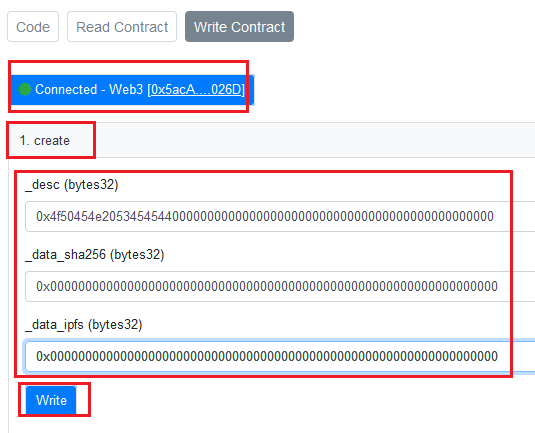 Code
Read Contract
Write Contract
Connected - Web3 [0x5acA....026D]
1. create
_desc (bytes32)
0x4f50454e20534545440000000000000000000000000000000000000000000000
_data_sha256 (bytes32)
0x0000000000000000000000000000000000000000000000000000000000000000
_data_ipfs (bytes32)
0x0000000000000000000000000000000000000000000000000000000000000000
Write